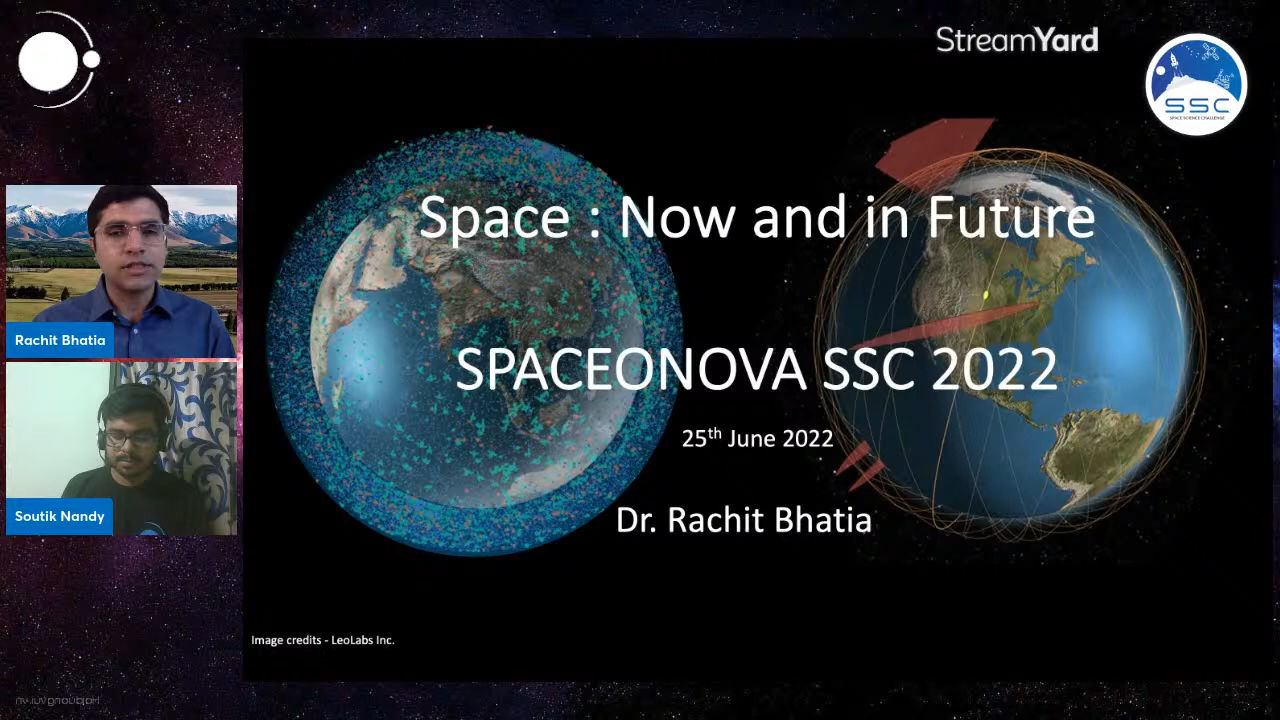 StreamYard
SSC
SPACE SCIENCE CHALLENGE
Space : Now and in Future
Rachit Bhatia
SPACEONOVA SSC 2022
25th June 2022
Soutik Nandy
Dr. Rachit Bhatia
Image credits - LeoLabs Inc.